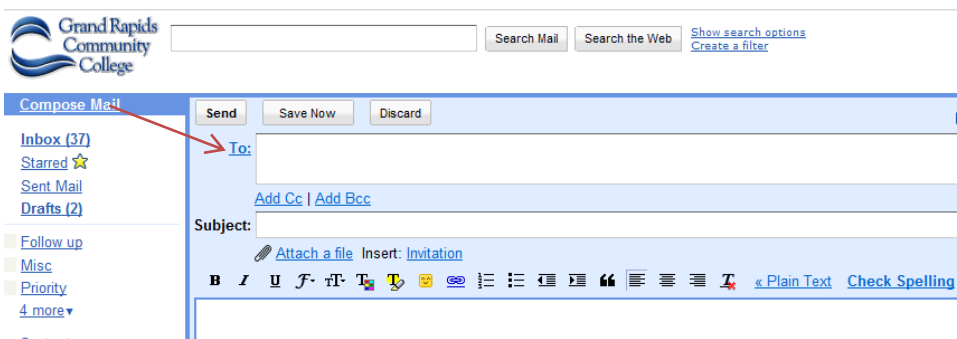 Grand Rapids
Community
College
Search Mail Search the Web Show search options
Create a filter
Compose Mail
Inbox (37)
Starred
Sent Mail
Drafts (2)
Follow up
Misc
Priority
4 more▾
Send Save Now Discard
To:
Add Cc | Add Bcc
Subject:
Attach a file Insert: Invitation
B I U F TT T T « Plain Text Check Spelling